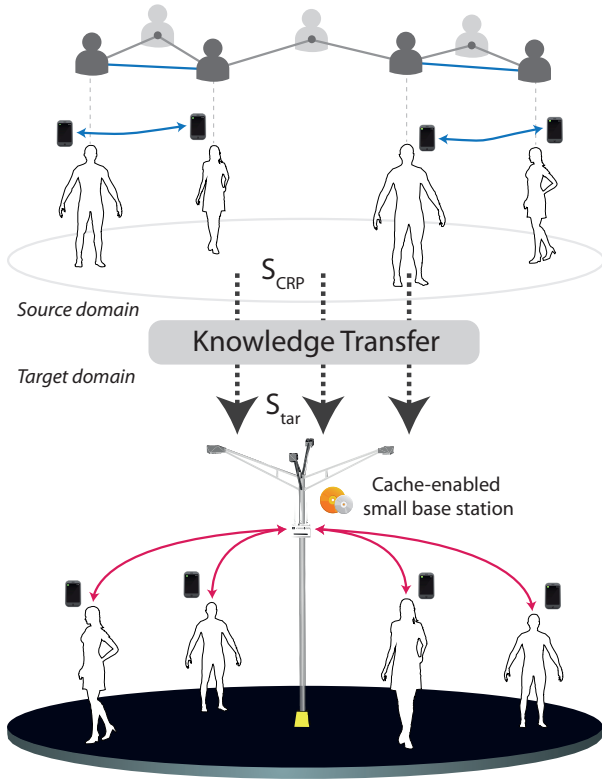 S_CRP
Source domain
Knowledge Transfer
Target domain
S_tar
Cache-enabled
small base station